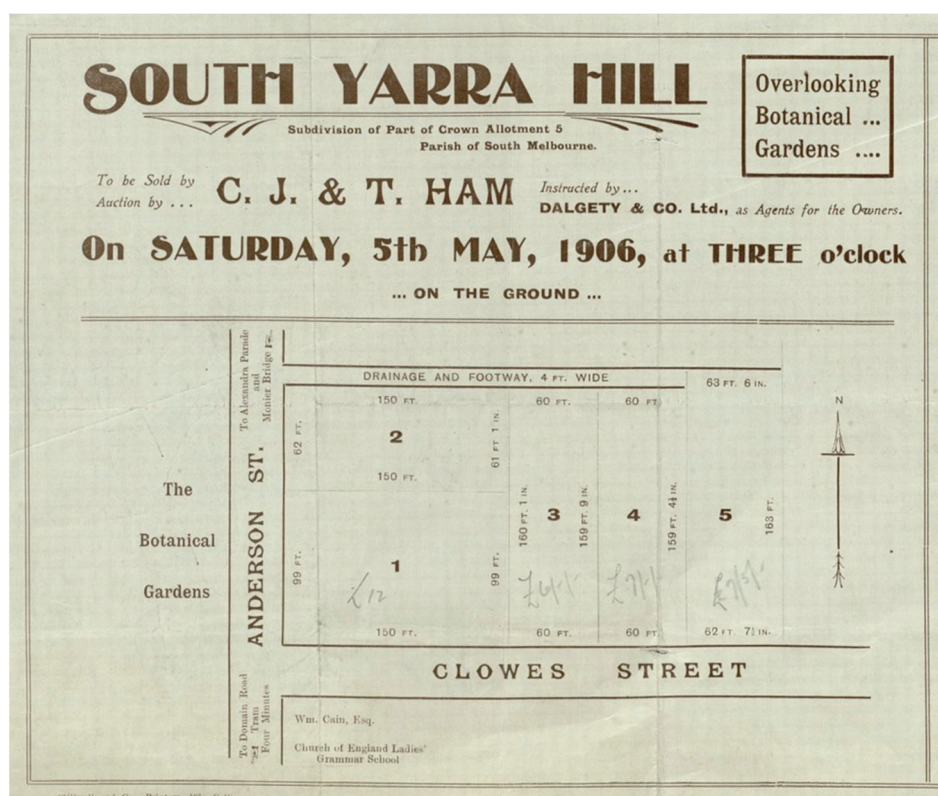 SOUTH YARRA HILL
Overlooking
Botanical ...
Gardens ....
Subdivision of Part of Crown Allotment 5
Parish of South Melbourne.
To be Sold by
Auction by ...
C. J. & T. HAM
Instructed by ...
DALGETY & CO. Ltd., as Agents for the Owners.
On SATURDAY, 5th MAY, 1906, at THREE o'clock
... ON THE GROUND ...
To Alexandra Parade
and
Monier Bridge
DRAINAGE AND FOOTWAY, 4 FT. WIDE
63 FT. 6 IN.
150 FT.
60 FT.
60 FT
N
62 FT.
2
61 FT 1 IN.
150 FT.
The
Botanical
Gardens
ANDERSON ST.
160 FT. 1 IN.
3
159 FT. 9 IN.
4
159 FT. 4½ IN.
5
163 FT.
99 FT.
1
99 FT.
£12
150 FT.
60 FT.
60 FT.
62 FT 7½ IN.
CLOWES STREET
To Domain Road
Tram
Four Minutes
Wm. Cain, Esq.
Church of England Ladies'
Grammar School